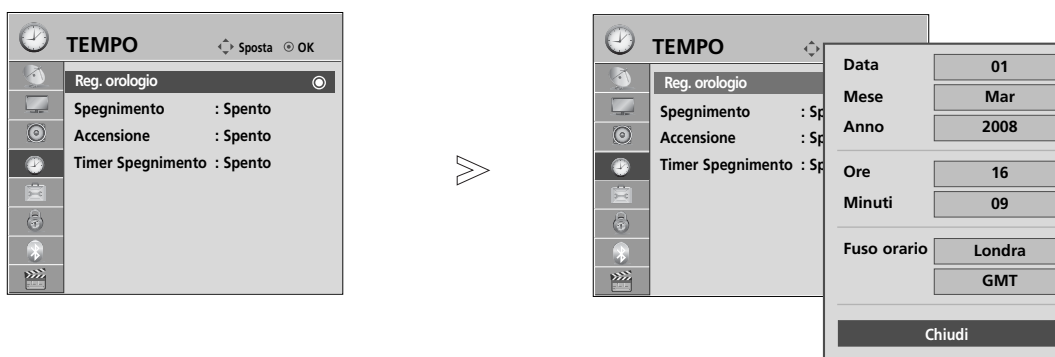 TEMPO Sposta OK
Reg. orologio
Spegnimento : Spento
Accensione : Spento
Timer Spegnimento : Spento
TEMPO
Reg. orologio
Spegnimento : Sp
Accensione : Sp
Timer Spegnimento : Sp
Data 01
Mese Mar
Anno 2008
Ore 16
Minuti 09
Fuso orario Londra
GMT
Chiudi